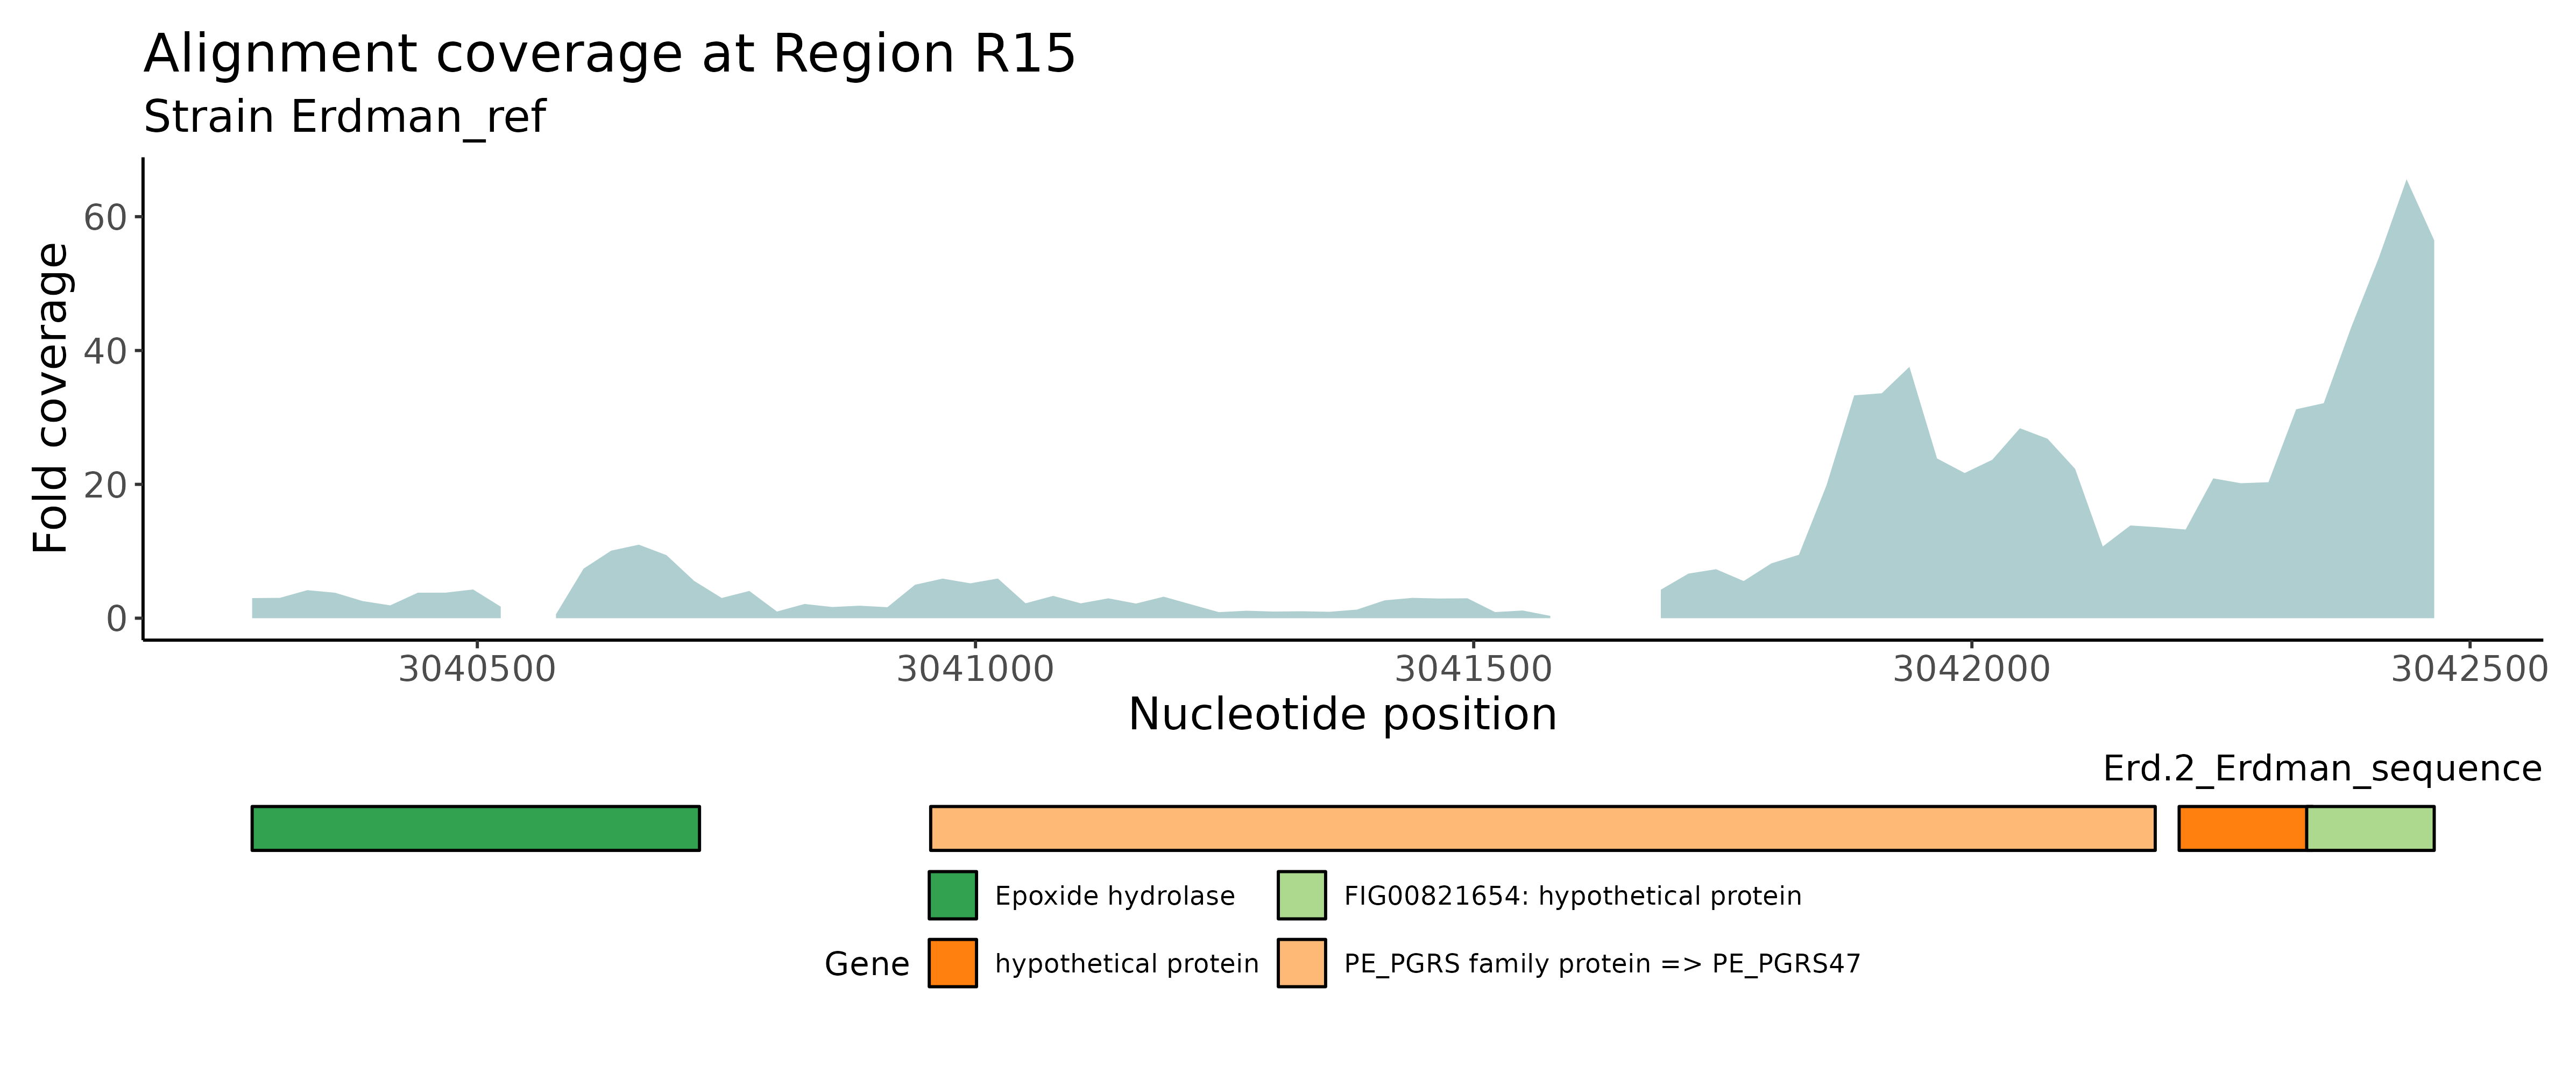 Alignment coverage at Region R15
Strain Erdman_ref
Fold coverage
60
40
20
0
3040500 3041000 3041500 3042000 3042500
Nucleotide position
Erd.2_Erdman_sequence
Gene
Epoxide hydrolase
hypothetical protein
FIG00821654: hypothetical protein
PE_PGRS family protein => PE_PGRS47